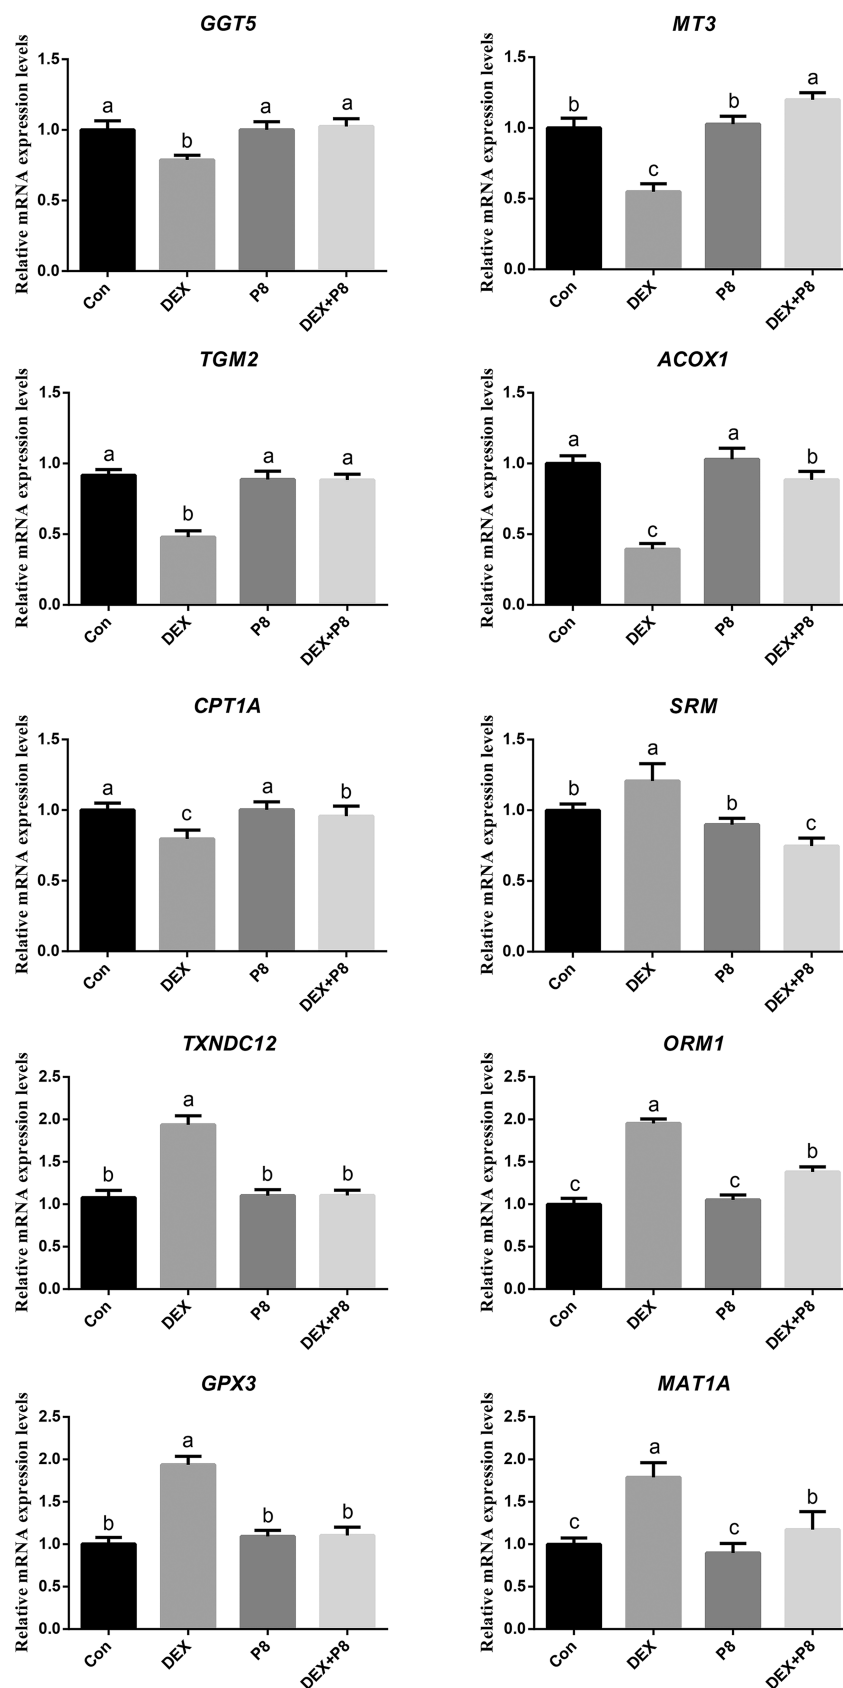 GGT5
Relative mRNA expression levels
1.5
1.0
0.5
0.0
a
b
a
a
Con
DEX
P8
DEX+P8
MT3
Relative mRNA expression levels
1.5
1.0
0.5
0.0
b
c
b
a
Con
DEX
P8
DEX+P8
TGM2
Relative mRNA expression levels
1.5
1.0
0.5
0.0
a
b
a
a
Con
DEX
P8
DEX+P8
ACOX1
Relative mRNA expression levels
1.5
1.0
0.5
0.0
a
c
a
b
Con
DEX
P8
DEX+P8
CPT1A
Relative mRNA expression levels
1.5
1.0
0.5
0.0
a
c
a
b
Con
DEX
P8
DEX+P8
SRM
Relative mRNA expression levels
1.5
1.0
0.5
0.0
b
a
b
c
Con
DEX
P8
DEX+P8
TXNDC12
Relative mRNA expression levels
2.5
2.0
1.5
1.0
0.5
0.0
b
a
b
b
Con
DEX
P8
DEX+P8
ORM1
Relative mRNA expression levels
2.5
2.0
1.5
1.0
0.5
0.0
c
a
c
b
Con
DEX
P8
DEX+P8
GPX3
Relative mRNA expression levels
2.5
2.0
1.5
1.0
0.5
0.0
b
a
b
b
Con
DEX
P8
DEX+P8
MAT1A
Relative mRNA expression levels
2.5
2.0
1.5
1.0
0.5
0.0
c
a
c
b
Con
DEX
P8
DEX+P8